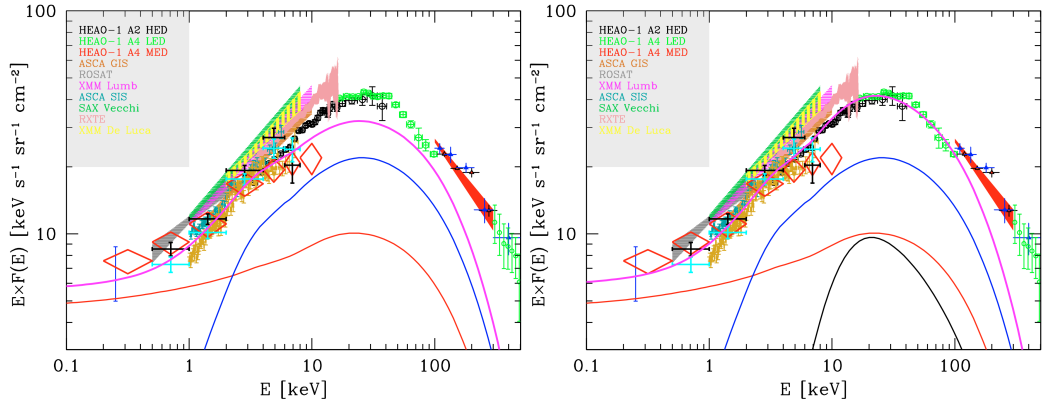 HEAO-1 A2 HED
HEAO-1 A4 LED
HEAO-1 A4 MED
ASCA GIS
ROSAT
XMM Lumb
ASCA SIS
SAX Vecchi
RXTE
XMM De Luca
100
10
E×F(E) [keV s⁻¹ sr⁻¹ cm⁻²]
0.1 1 10 100
E [keV]
HEAO-1 A2 HED
HEAO-1 A4 LED
HEAO-1 A4 MED
ASCA GIS
ROSAT
XMM Lumb
ASCA SIS
SAX Vecchi
RXTE
XMM De Luca
100
10
E×F(E) [keV s⁻¹ sr⁻¹ cm⁻²]
0.1 1 10 100
E [keV]